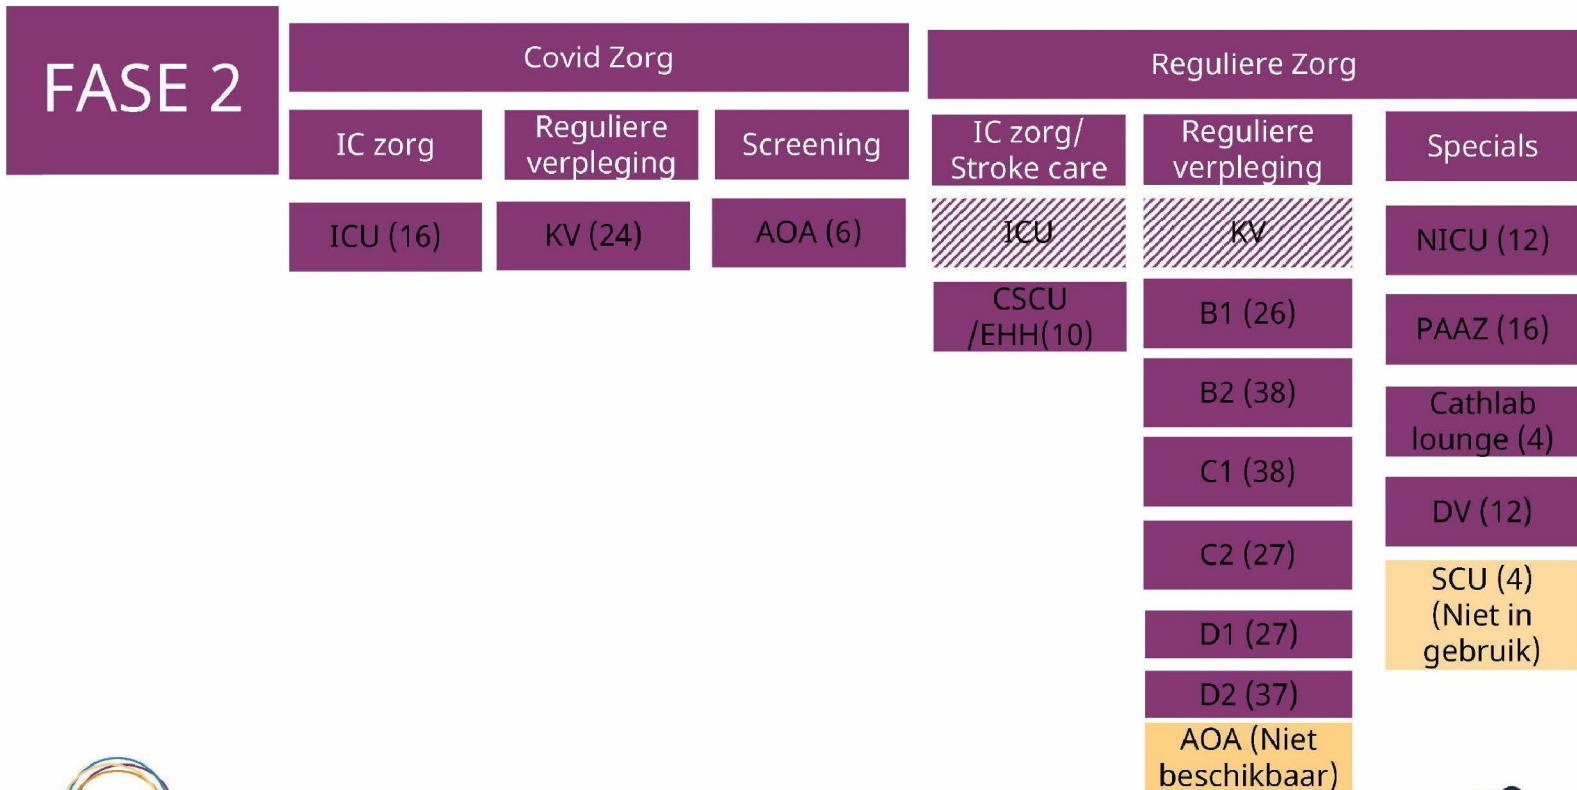 FASE 2
Covid Zorg
Reguliere Zorg
IC zorg
Reguliere
verpleging
Screening
IC zorg/
Stroke care
Reguliere
verpleging
Specials
ICU (16)
KV (24)
AOA (6)
ICU
KV
NICU (12)
CSCU
/EHH(10)
B1 (26)
PAAZ (16)
B2 (38)
Cathlab
lounge (4)
C1 (38)
DV (12)
C2 (27)
SCU (4)
(Niet in
gebruik)
D1 (27)
D2 (37)
AOA (Niet
beschikbaar)